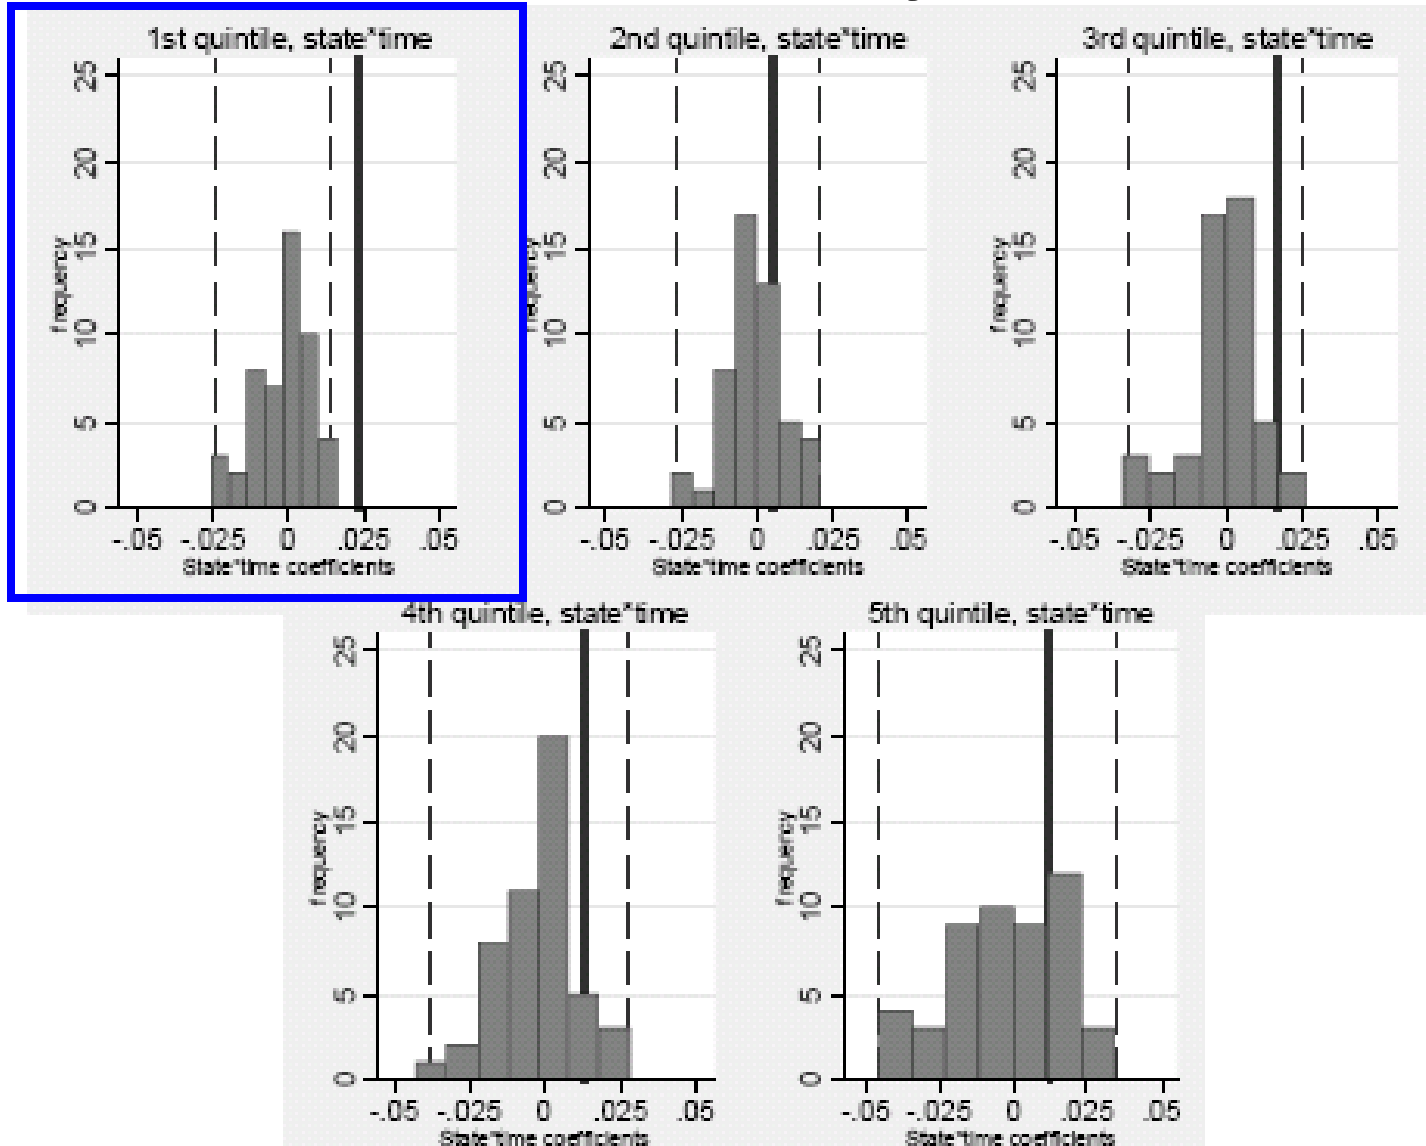 1st quintile, state*time
25
20
15
10
5
0
frequency
-.05 -.025 0 .025 .05
State*time coefficients
2nd quintile, state*time
25
20
15
10
5
0
frequency
-.05 -.025 0 .025 .05
State*time coefficients
3rd quintile, state*time
25
20
15
10
5
0
frequency
-.05 -.025 0 .025 .05
State*time coefficients
4th quintile, state*time
25
20
15
10
5
0
frequency
-.05 -.025 0 .025 .05
State*time coefficients
5th quintile, state*time
25
20
15
10
5
0
frequency
-.05 -.025 0 .025 .05
State*time coefficients